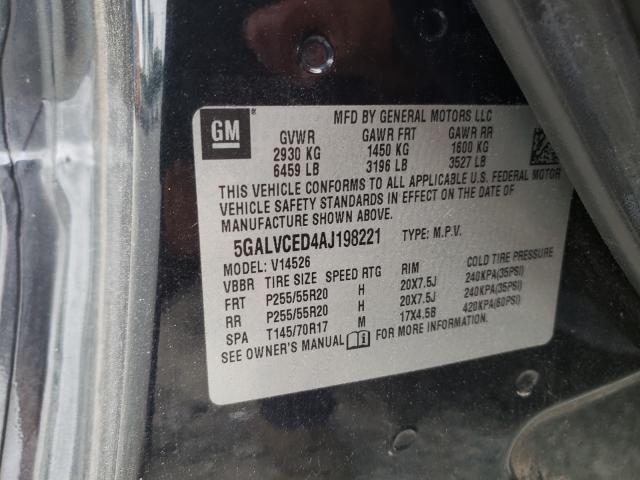 GM
MFD BY GENERAL MOTORS LLC
GVWR GAWR FRT GAWR RR
2930 KG 1450 KG 1600 KG
6459 LB 3196 LB 3527 LB
THIS VEHICLE CONFORMS TO ALL APPLICABLE U.S. FEDERAL MOTOR
VEHICLE SAFETY STANDARDS IN EFFECT ON THE DATE OF
MANUFACTURE SHOWN ABOVE.
5GALVCED4AJ198221 TYPE: M.P.V.
MODEL: V14526
VBBR TIRE SIZE SPEED RTG RIM COLD TIRE PRESSURE
FRT P255/55R20 H 20X7.5J 240KPA(35PSI)
RR P255/55R20 H 20X7.5J 240KPA(35PSI)
SPA T145/70R17 M 17X4.5B 420KPA(60PSI)
SEE OWNER'S MANUAL FOR MORE INFORMATION.